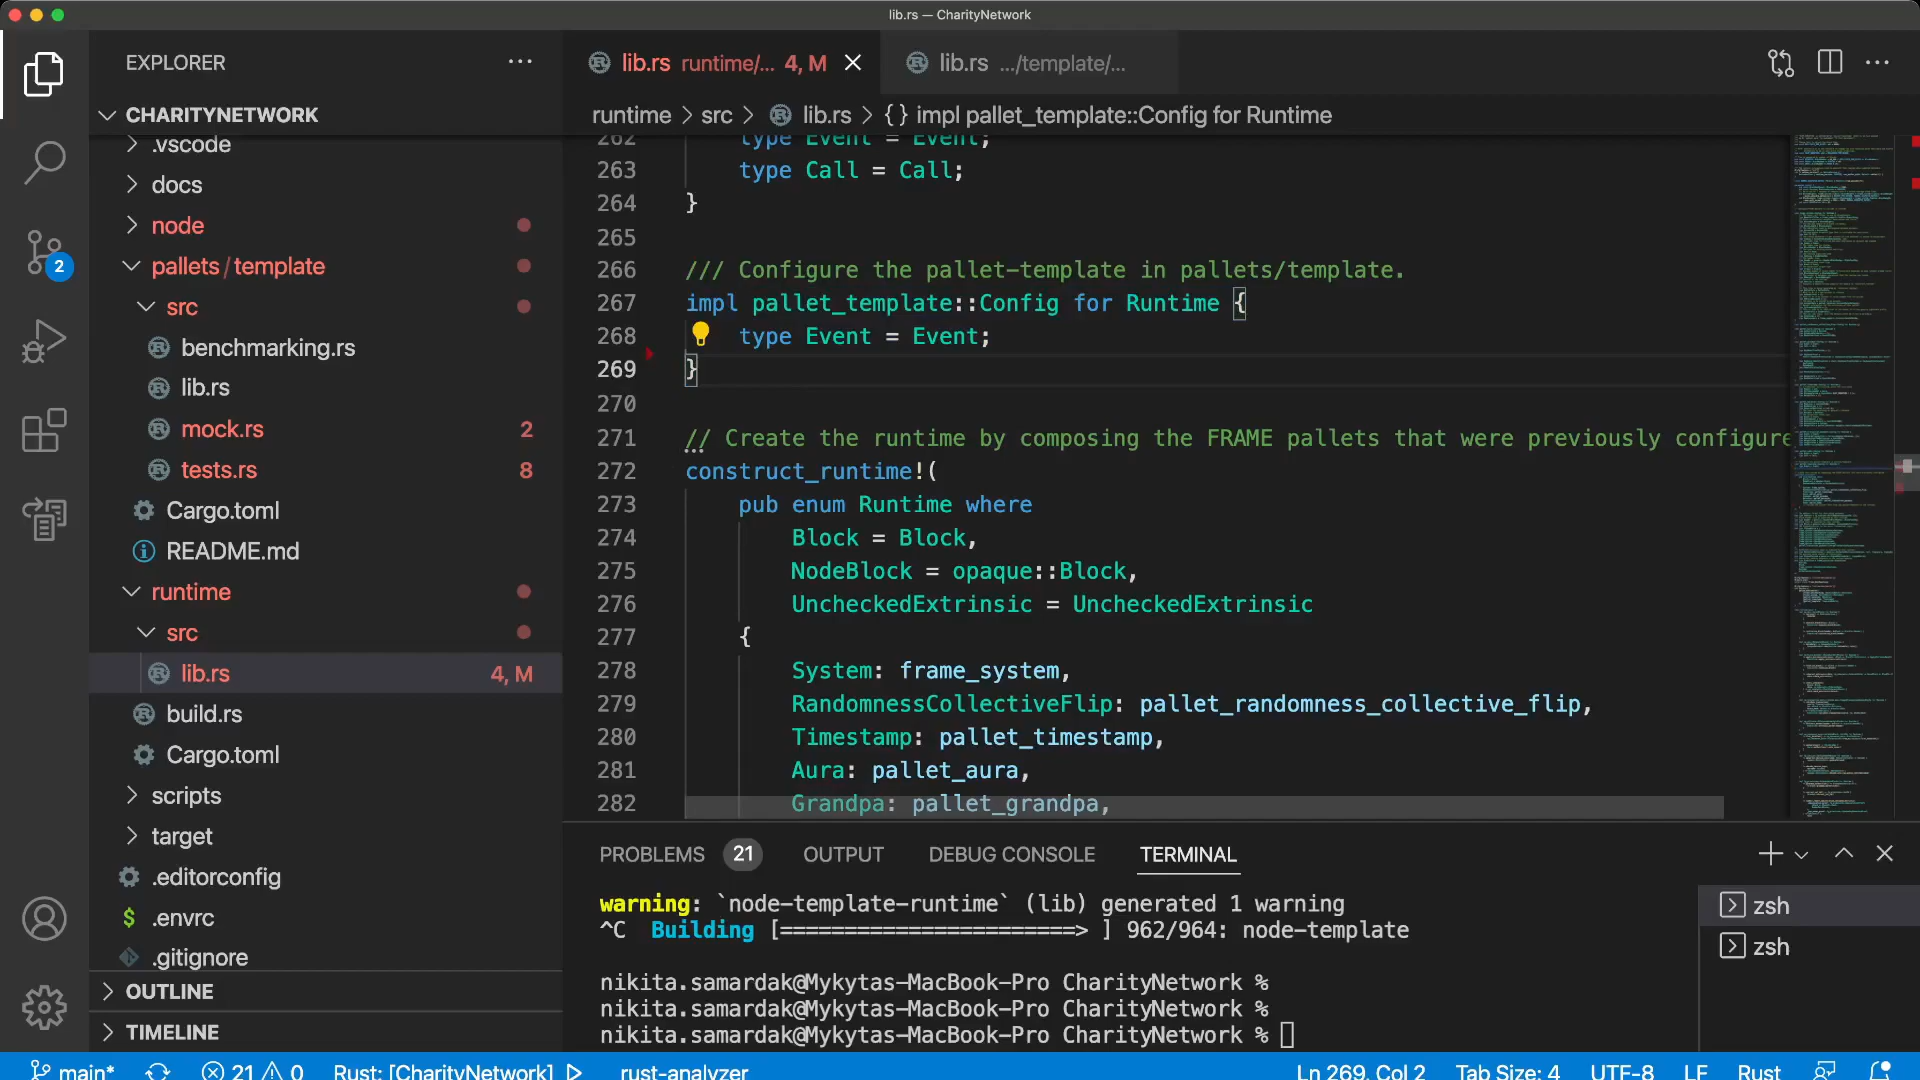 lib.rs — CharityNetwork
EXPLORER
CHARITYNETWORK
.vscode
docs
node
pallets / template
src
benchmarking.rs
lib.rs
mock.rs 2
tests.rs 8
Cargo.toml
README.md
runtime
src
lib.rs 4, M
build.rs
Cargo.toml
scripts
target
.editorconfig
$ .envrc
.gitignore
OUTLINE
TIMELINE
2
lib.rs runtime/... 4, M
lib.rs .../template/...
runtime > src > lib.rs > {} impl pallet_template::Config for Runtime
262 type Event = Event;
263 type Call = Call;
264 }
265
266 /// Configure the pallet-template in pallets/template.
267 impl pallet_template::Config for Runtime {
268 type Event = Event;
269 }
270
271 // Create the runtime by composing the FRAME pallets that were previously configure
272 construct_runtime!(
273 pub enum Runtime where
274 Block = Block,
275 NodeBlock = opaque::Block,
276 UncheckedExtrinsic = UncheckedExtrinsic
277 {
278 System: frame_system,
279 RandomnessCollectiveFlip: pallet_randomness_collective_flip,
280 Timestamp: pallet_timestamp,
281 Aura: pallet_aura,
282 Grandpa: pallet_grandpa,
PROBLEMS 21 OUTPUT DEBUG CONSOLE TERMINAL
warning: `node-template-runtime` (lib) generated 1 warning
^C Building [=======================> ] 962/964: node-template
nikita.samardak@Mykytas-MacBook-Pro CharityNetwork %
nikita.samardak@Mykytas-MacBook-Pro CharityNetwork %
nikita.samardak@Mykytas-MacBook-Pro CharityNetwork %
zsh
zsh
main* 21 0 Rust: [CharityNetwork] rust-analyzer Ln 269, Col 2 Tab Size: 4 UTF-8 LF Rust